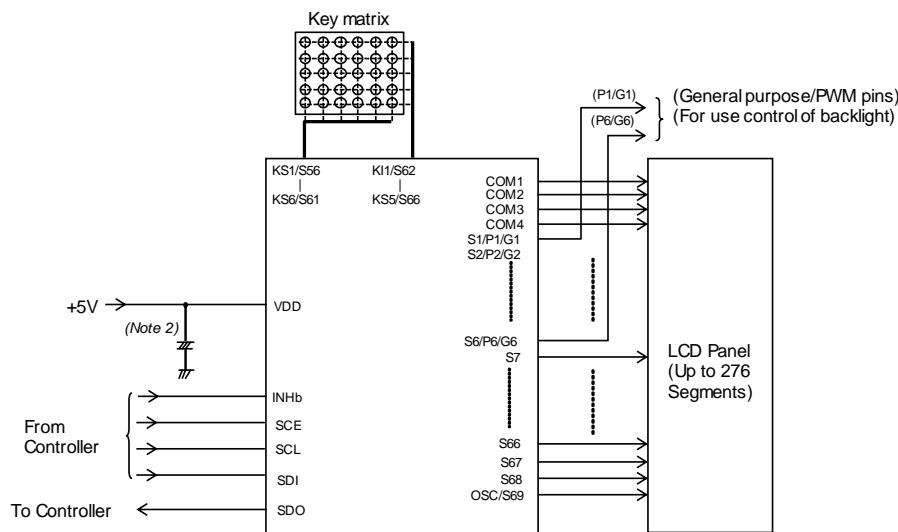 Key matrix
(P1/G1)
(P6/G6)
(General purpose/PWM pins)
(For use control of backlight)
KS1/S56
|
KS6/S61
KI1/S62
|
KS5/S66
COM1
COM2
COM3
COM4
S1/P1/G1
S2/P2/G2
+5V
(Note 2)
VDD
S6/P6/G6
S7
LCD Panel
(Up to 276
Segments)
From
Controller
INHb
SCE
SCL
SDI
S66
S67
S68
OSC/S69
To Controller
SDO